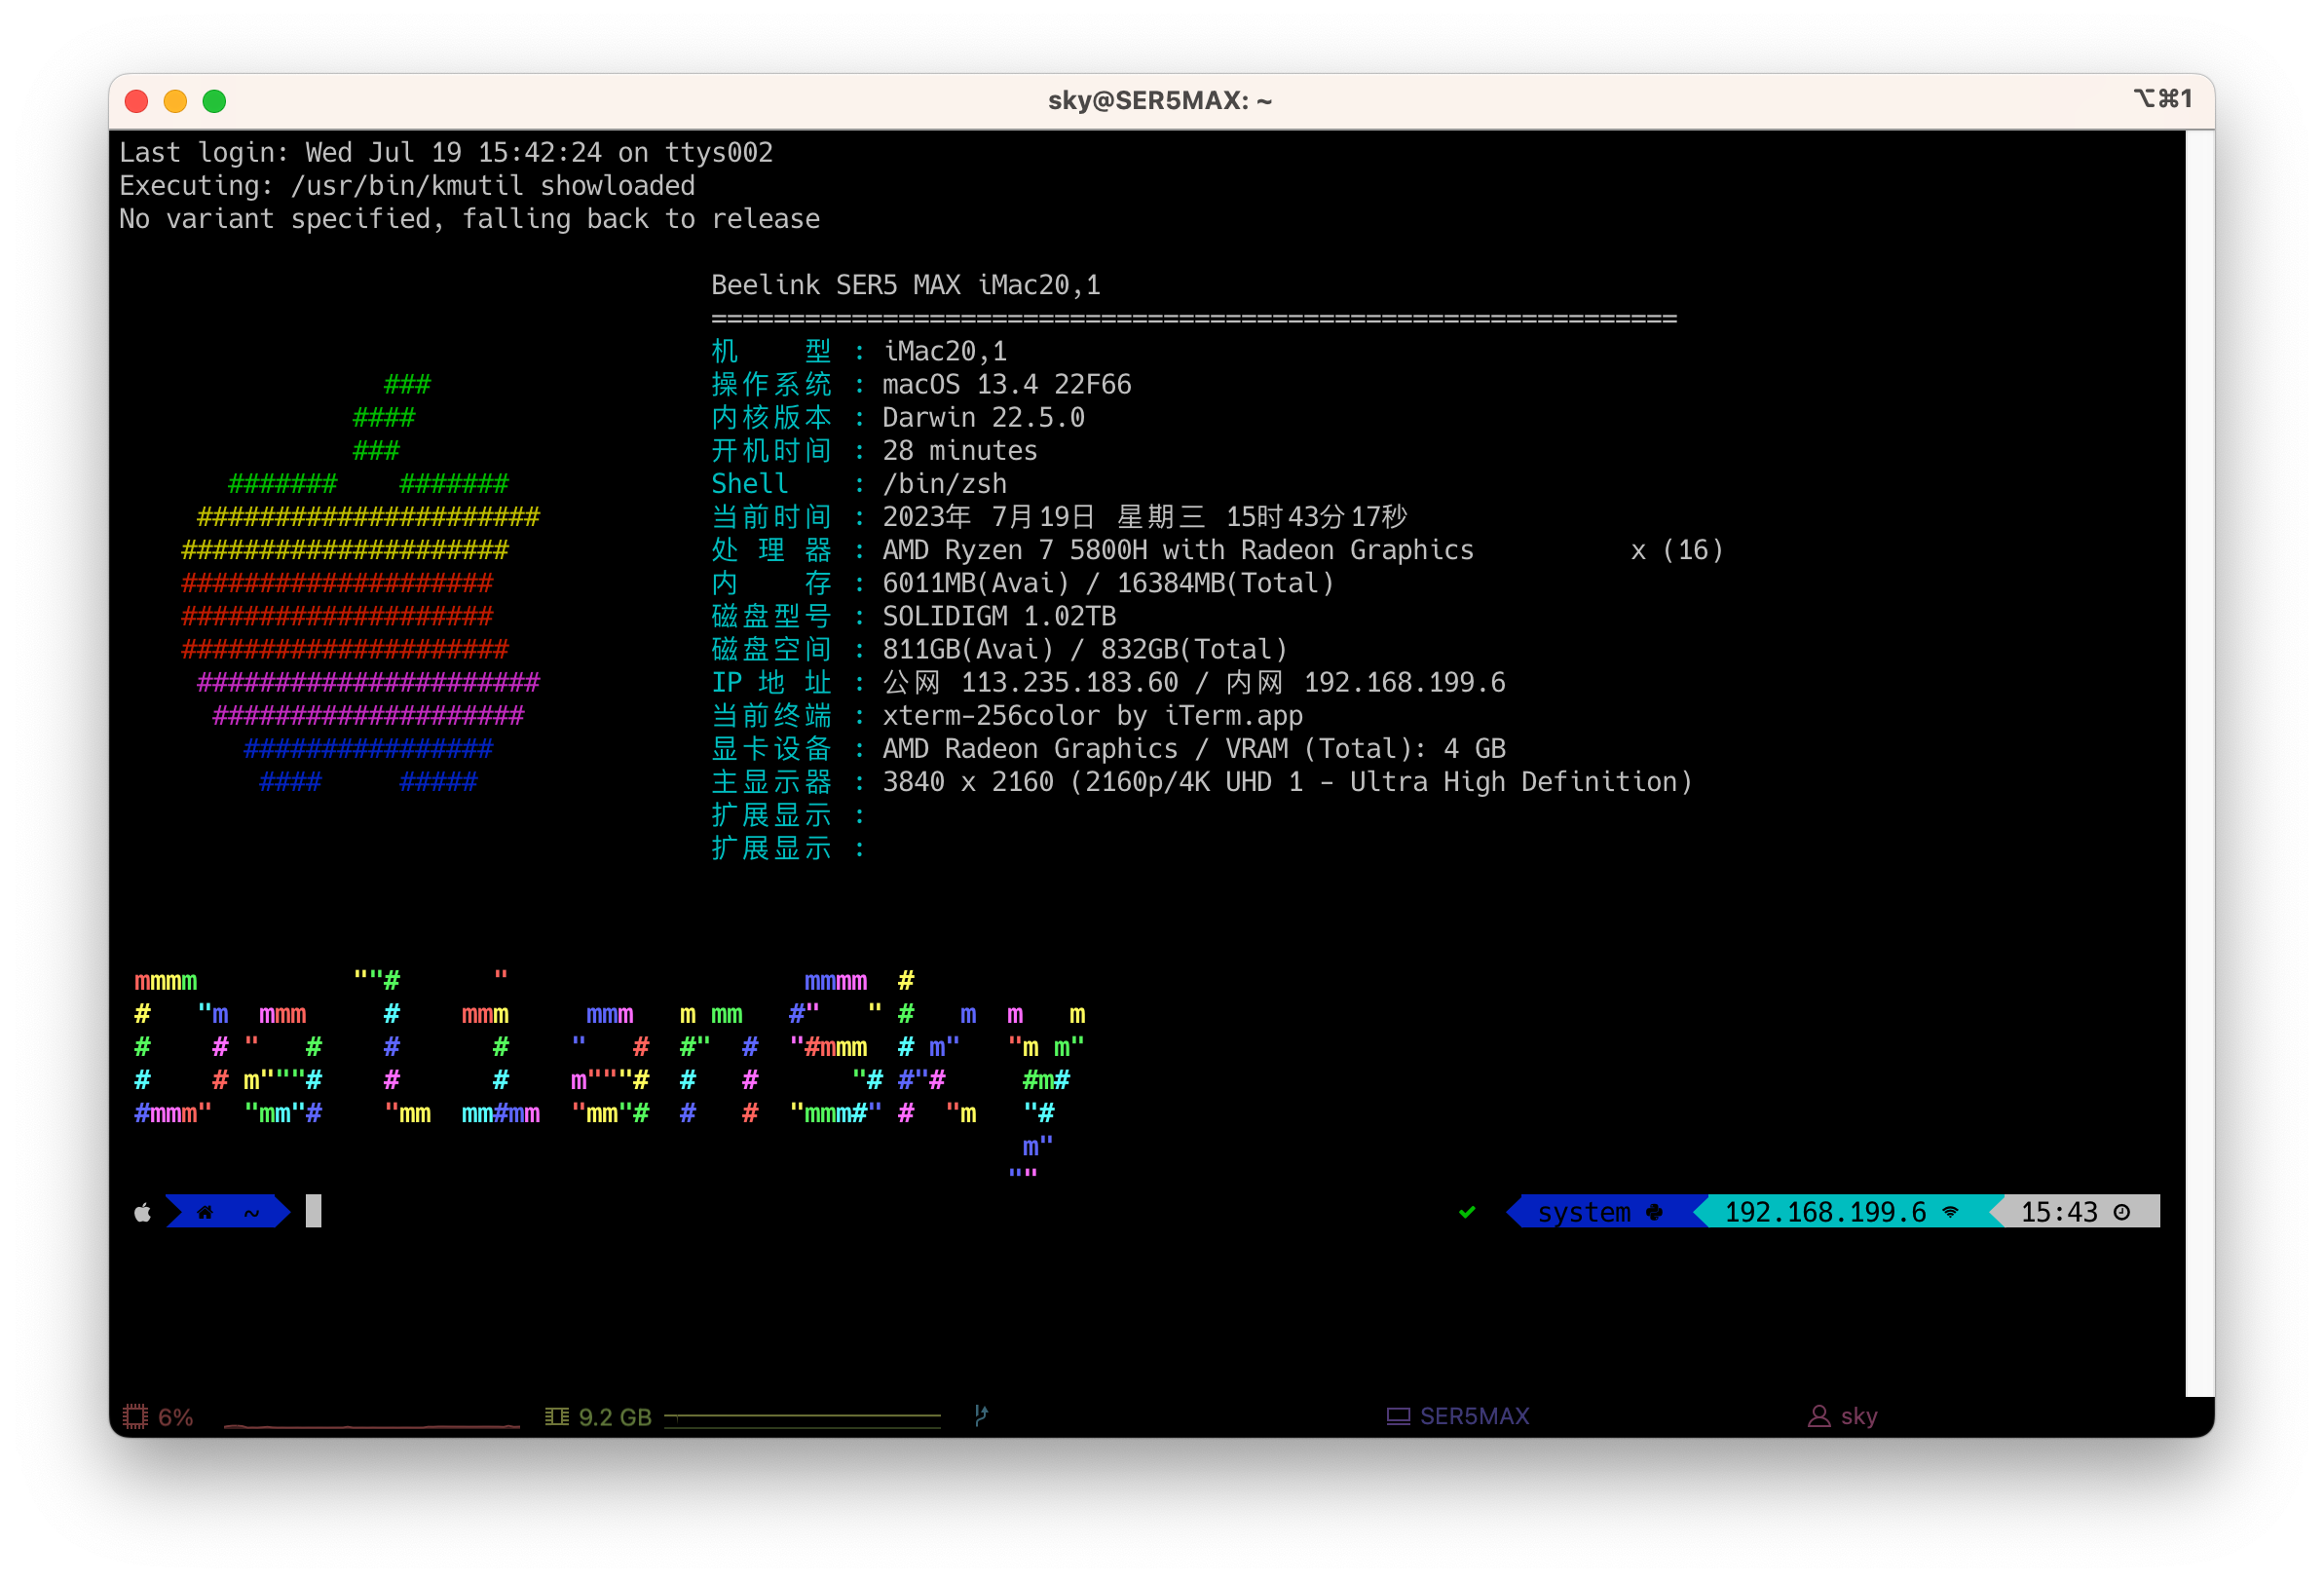 sky@SER5MAX: ~
⌥⌘1
Last login: Wed Jul 19 15:42:24 on ttys002
Executing: /usr/bin/kmutil showloaded
No variant specified, falling back to release
Beelink SER5 MAX iMac20,1
==============================================================
机    型 : iMac20,1
操作系统 : macOS 13.4 22F66
内核版本 : Darwin 22.5.0
开机时间 : 28 minutes
Shell    : /bin/zsh
当前时间 : 2023年 7月19日 星期三 15时43分17秒
处 理 器 : AMD Ryzen 7 5800H with Radeon Graphics          x (16)
内    存 : 6011MB(Avai) / 16384MB(Total)
磁盘型号 : SOLIDIGM 1.02TB
磁盘空间 : 811GB(Avai) / 832GB(Total)
IP 地 址 : 公网 113.235.183.60 / 内网 192.168.199.6
当前终端 : xterm-256color by iTerm.app
显卡设备 : AMD Radeon Graphics / VRAM (Total): 4 GB
主显示器 : 3840 x 2160 (2160p/4K UHD 1 - Ultra High Definition)
扩展显示 :
扩展显示 :
DalianSky
~
system 192.168.199.6 15:43
6% 9.2 GB SER5MAX sky